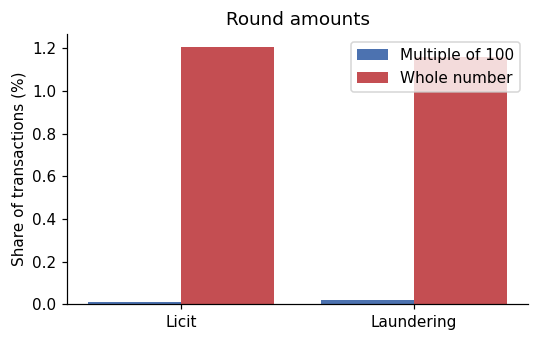 Round amounts
Multiple of 100
Whole number
Share of transactions (%)
1.2
1.0
0.8
0.6
0.4
0.2
0.0
Licit
Laundering